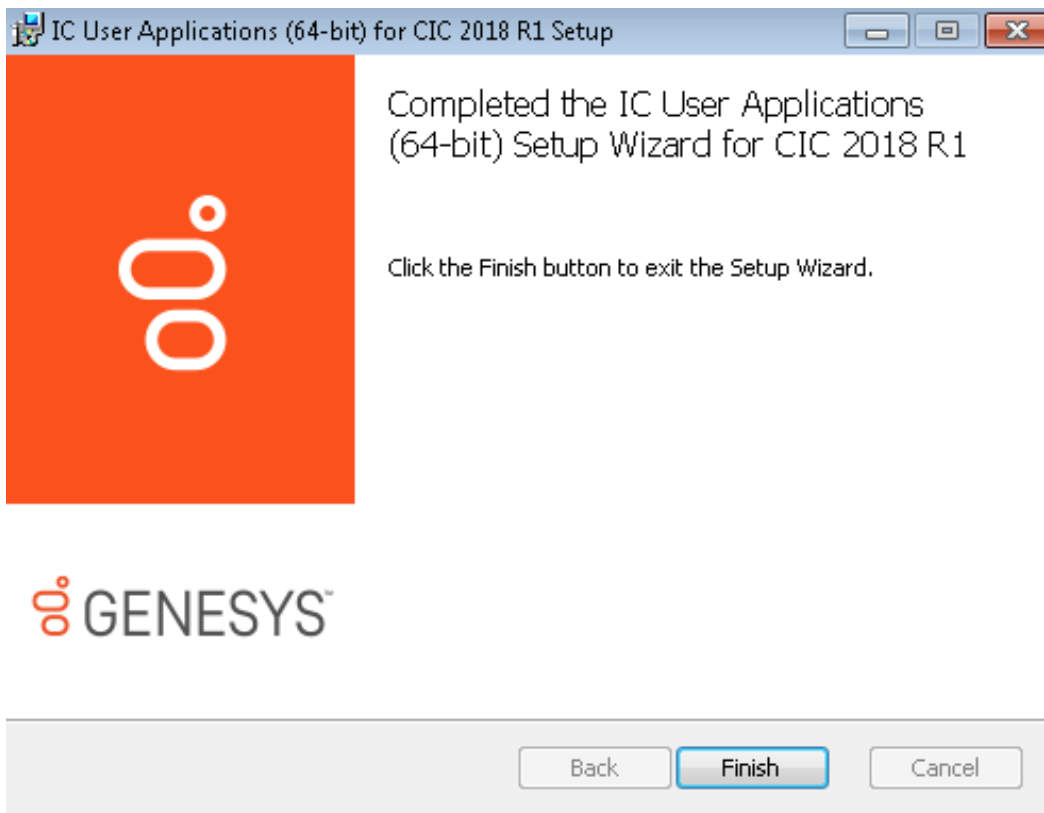 IC User Applications (64-bit) for CIC 2018 R1 Setup
Completed the IC User Applications
(64-bit) Setup Wizard for CIC 2018 R1
Click the Finish button to exit the Setup Wizard.
GENESYS™
Back
Finish
Cancel